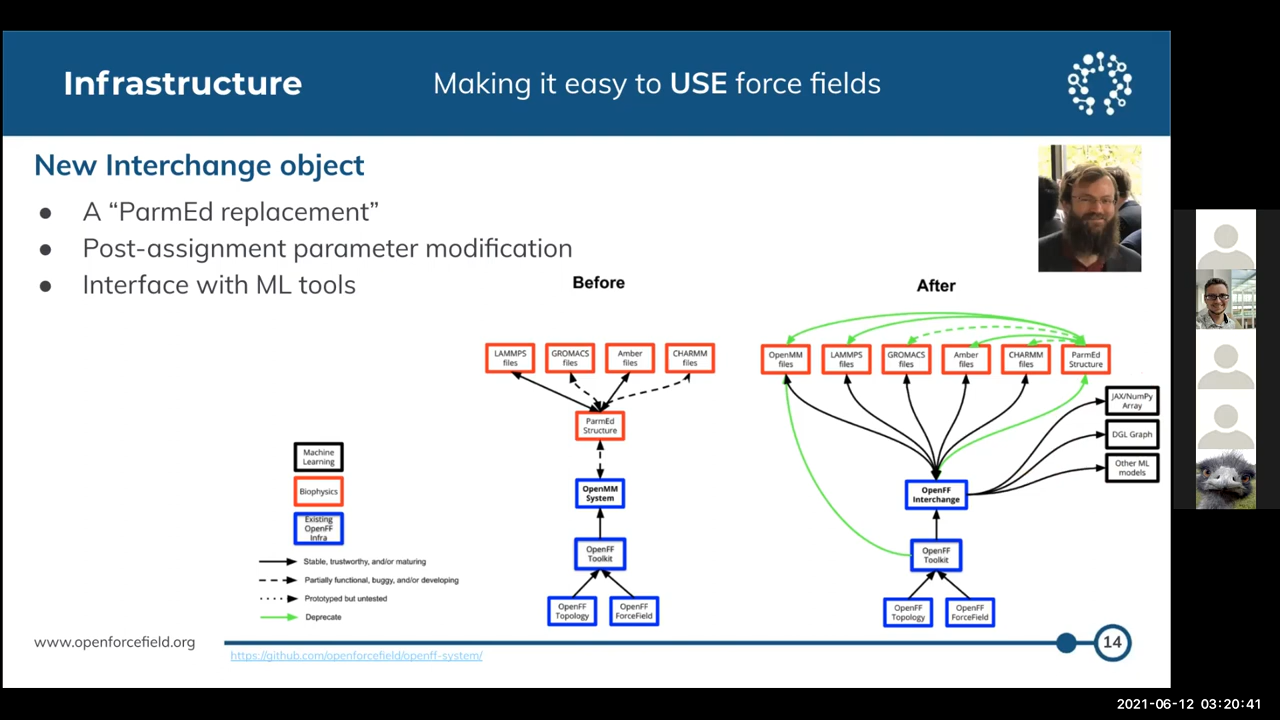 Infrastructure
Making it easy to USE force fields
New Interchange object
● A “ParmEd replacement”
● Post-assignment parameter modification
● Interface with ML tools
Before
LAMMPS
files
GROMACS
files
Amber
files
CHARMM
files
ParmEd
Structure
OpenMM
System
OpenFF
Toolkit
OpenFF
Topology
OpenFF
ForceField
After
OpenMM
files
LAMMPS
files
GROMACS
files
Amber
files
CHARMM
files
ParmEd
Structure
JAX/NumPy
Array
DGL Graph
Other ML
models
OpenFF
Interchange
OpenFF
Toolkit
OpenFF
Topology
OpenFF
ForceField
Machine
Learning
Biophysics
Existing
OpenFF
Infra
Stable, trustworthy, and/or maturing
Partially functional, buggy, and/or developing
Prototyped but untested
Deprecate
www.openforcefield.org
https://github.com/openforcefield/openff-system/
14
2021-06-12 03:20:41